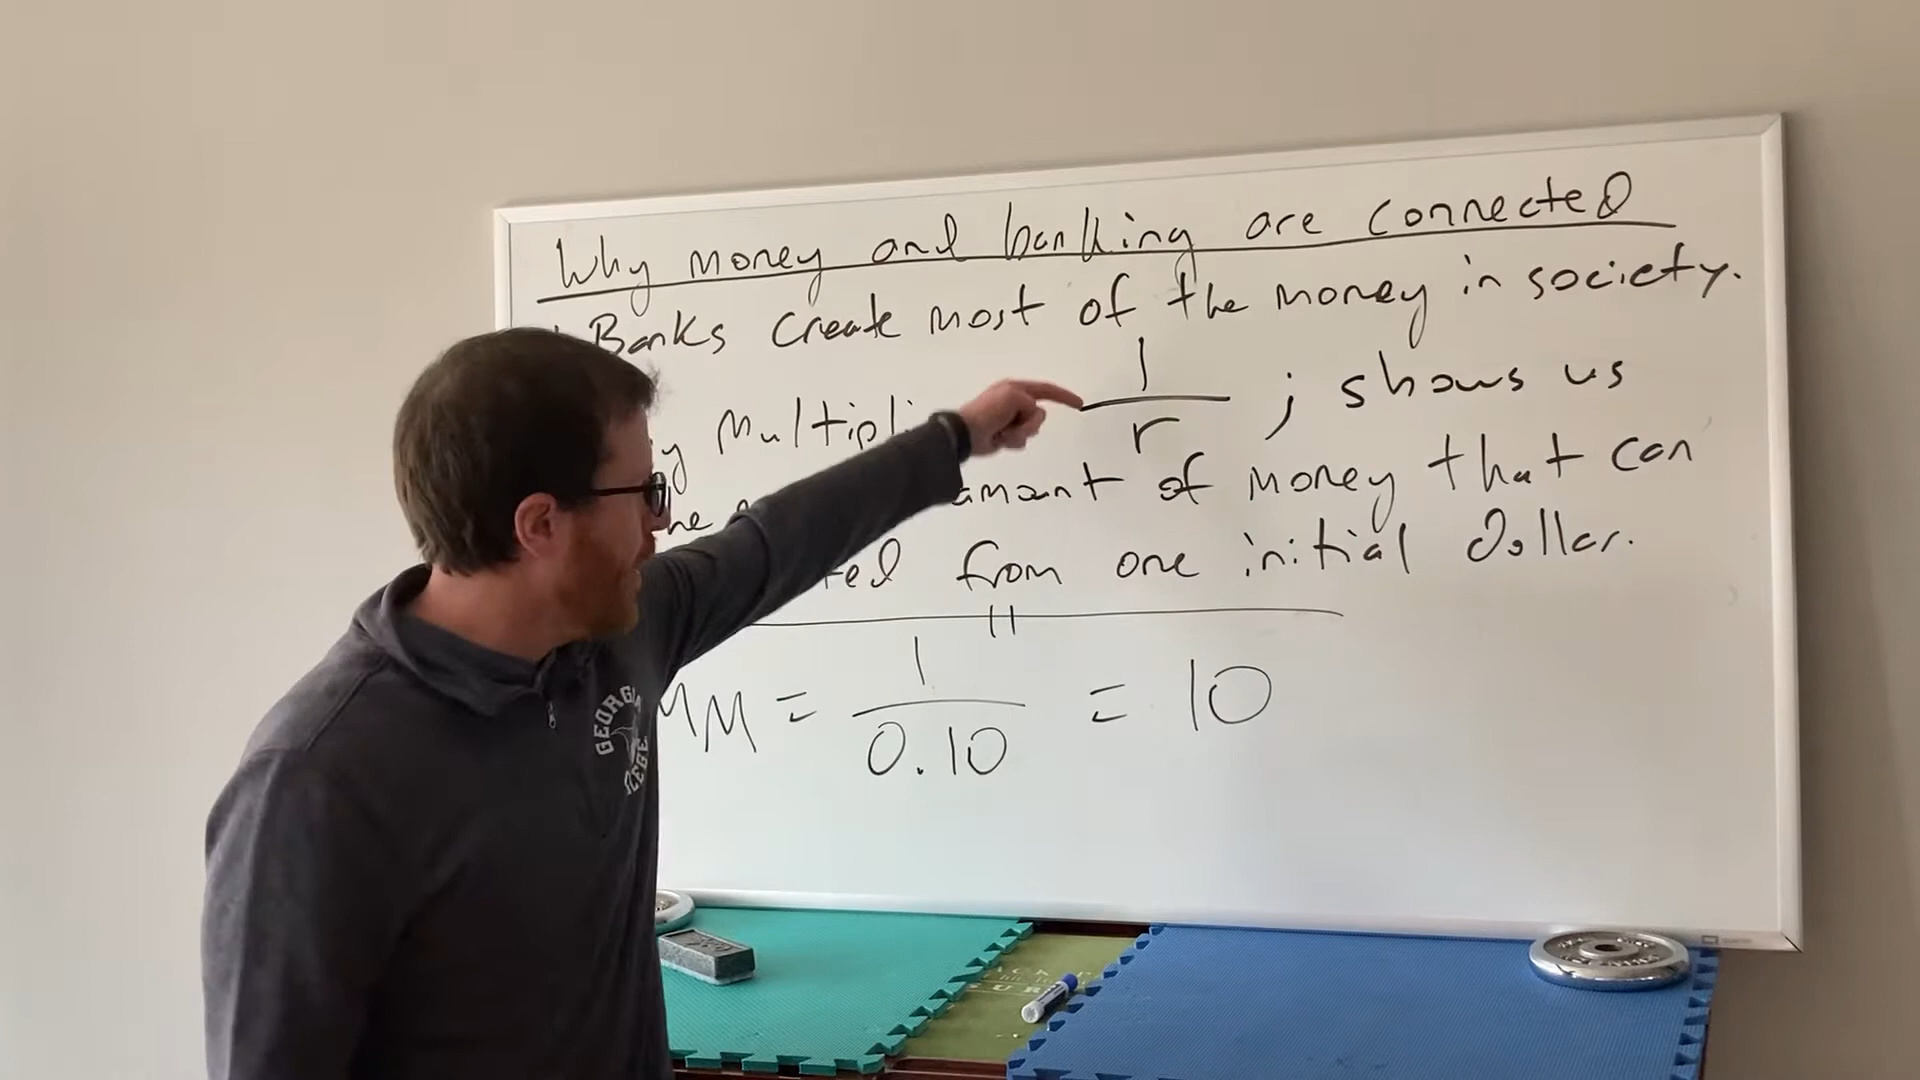 Why money and banking are connected
Banks create most of the money in society.
Multipli
1
r
; shows us
amount of money that can
from one initial dollar.
MM = 1 = 10
0.10
GEORGIA